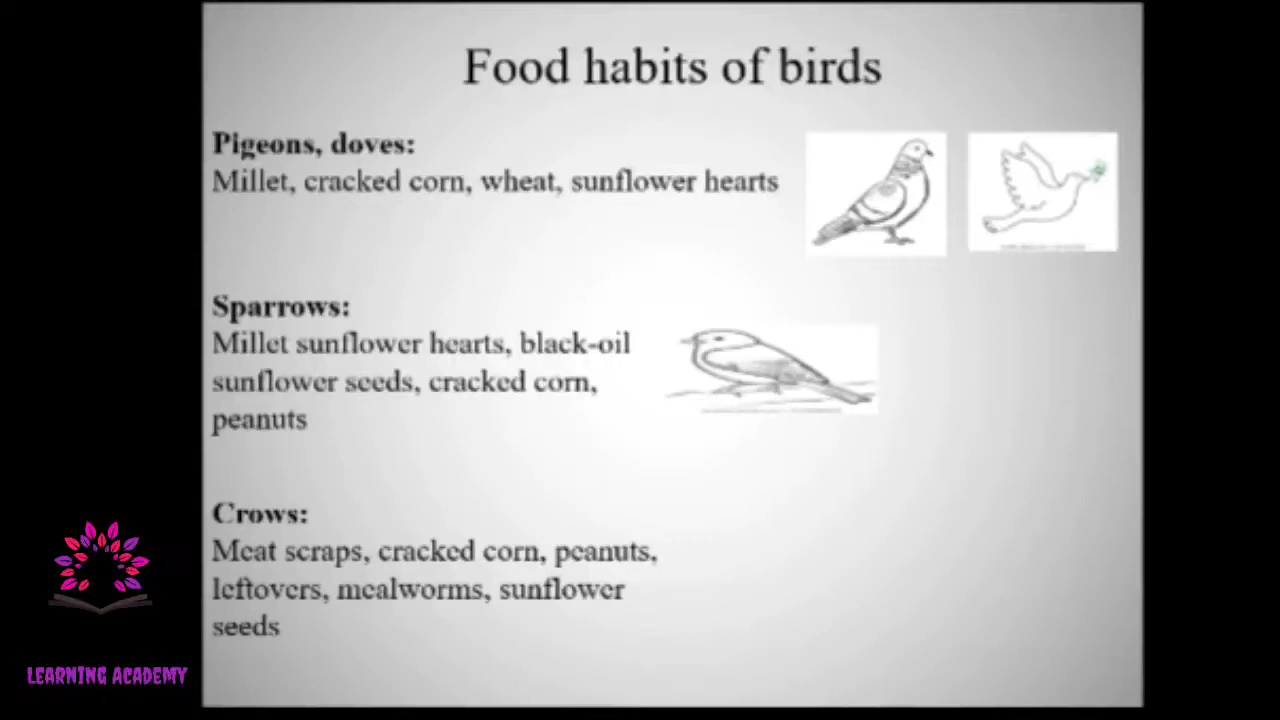 Food habits of birds
Pigeons, doves:
Millet, cracked corn, wheat, sunflower hearts
Sparrows:
Millet sunflower hearts, black-oil
sunflower seeds, cracked corn,
peanuts
Crows:
Meat scraps, cracked corn, peanuts,
leftovers, mealworms, sunflower
seeds
LEARNING ACADEMY